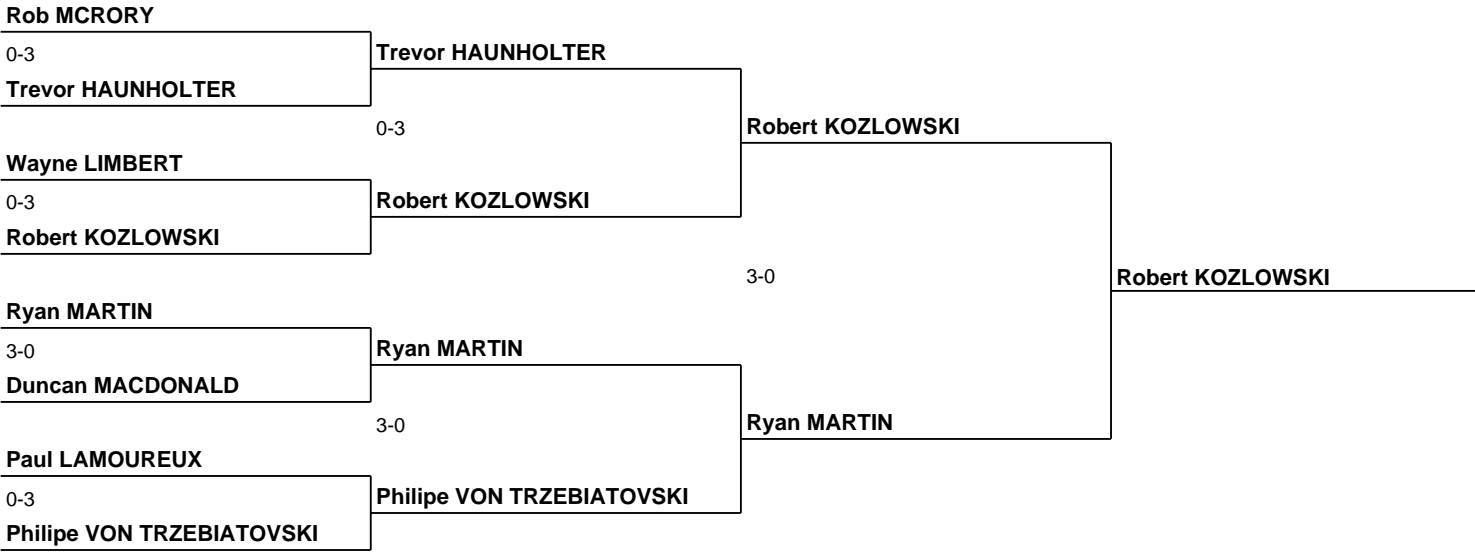 Rob MCRORY
0-3
Trevor HAUNHOLTER
Trevor HAUNHOLTER
0-3
Robert KOZLOWSKI
Wayne LIMBERT
0-3
Robert KOZLOWSKI
Robert KOZLOWSKI
3-0
Robert KOZLOWSKI
Ryan MARTIN
3-0
Duncan MACDONALD
Ryan MARTIN
3-0
Ryan MARTIN
Paul LAMOUREUX
0-3
Philipe VON TRZEBIATOVSKI
Philipe VON TRZEBIATOVSKI